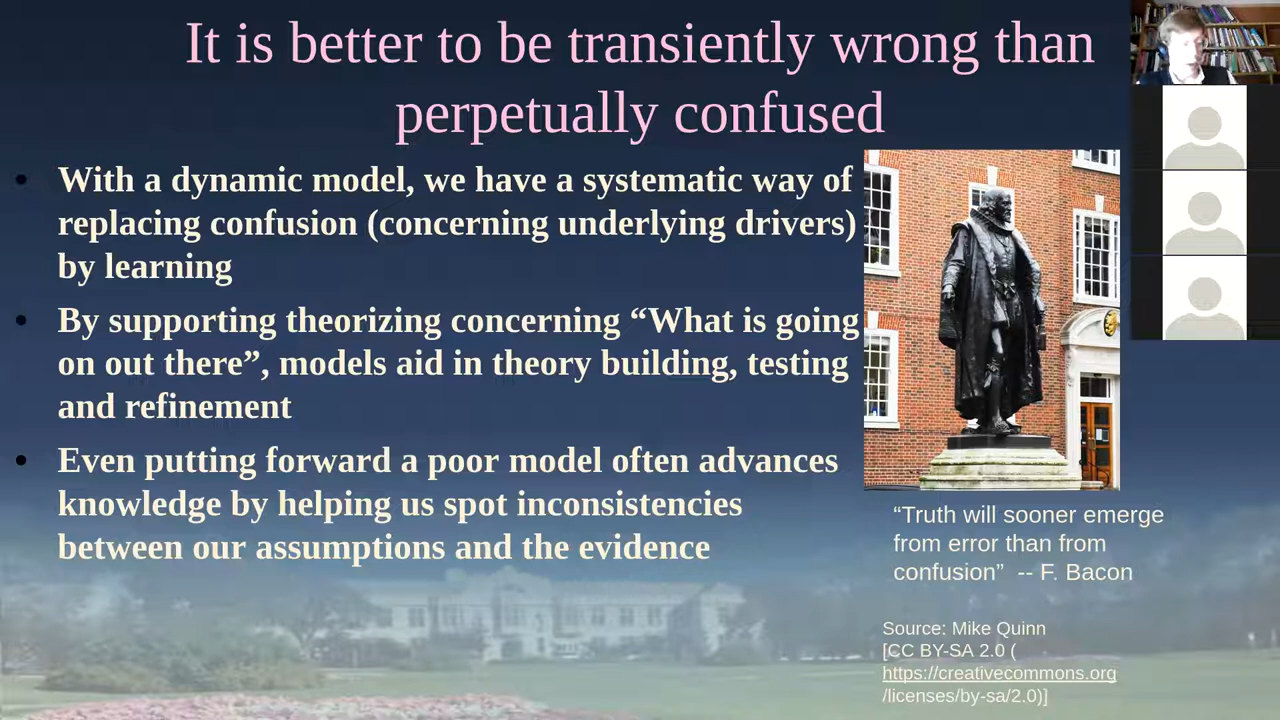 It is better to be transiently wrong than
perpetually confused
• With a dynamic model, we have a systematic way of
replacing confusion (concerning underlying drivers)
by learning
• By supporting theorizing concerning “What is going
on out there”, models aid in theory building, testing
and refinement
• Even putting forward a poor model often advances
knowledge by helping us spot inconsistencies
between our assumptions and the evidence
“Truth will sooner emerge
from error than from
confusion” -- F. Bacon
Source: Mike Quinn
[CC BY-SA 2.0 (
https://creativecommons.org
/licenses/by-sa/2.0)]